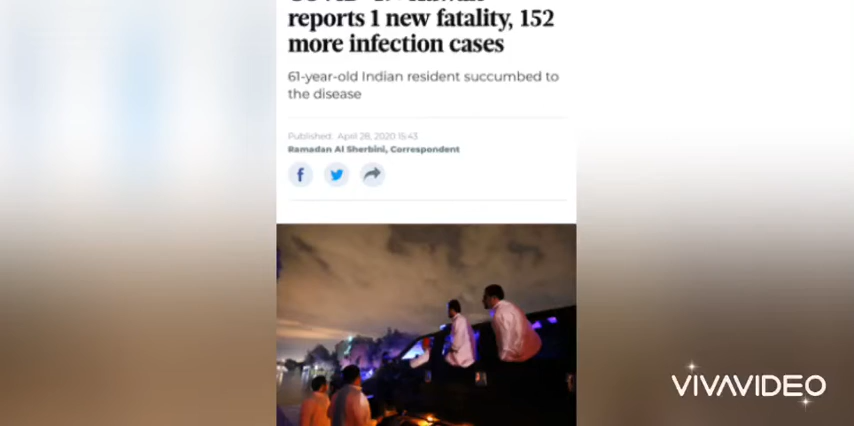 reports 1 new fatality, 152
more infection cases
61-year-old Indian resident succumbed to
the disease
Published: April 28, 2020 15:43
Ramadan Al Sherbini, Correspondent
VIVAVIDEO